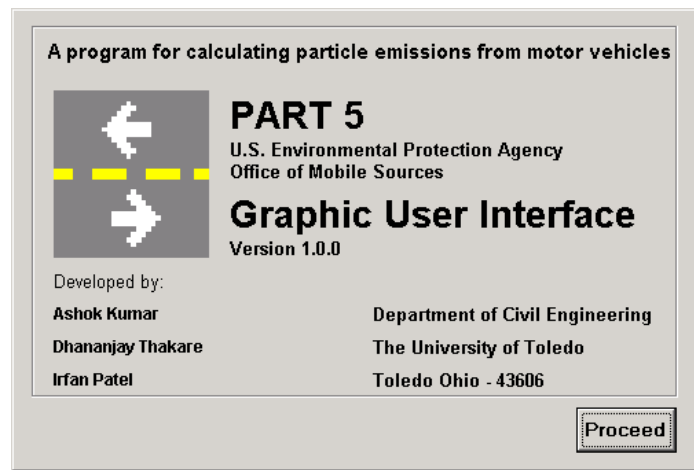 A program for calculating particle emissions from motor vehicles
PART 5
U.S. Environmental Protection Agency
Office of Mobile Sources
Graphic User Interface
Version 1.0.0
Developed by:
Ashok Kumar Department of Civil Engineering
Dhananjay Thakare The University of Toledo
Irfan Patel Toledo Ohio - 43606
Proceed